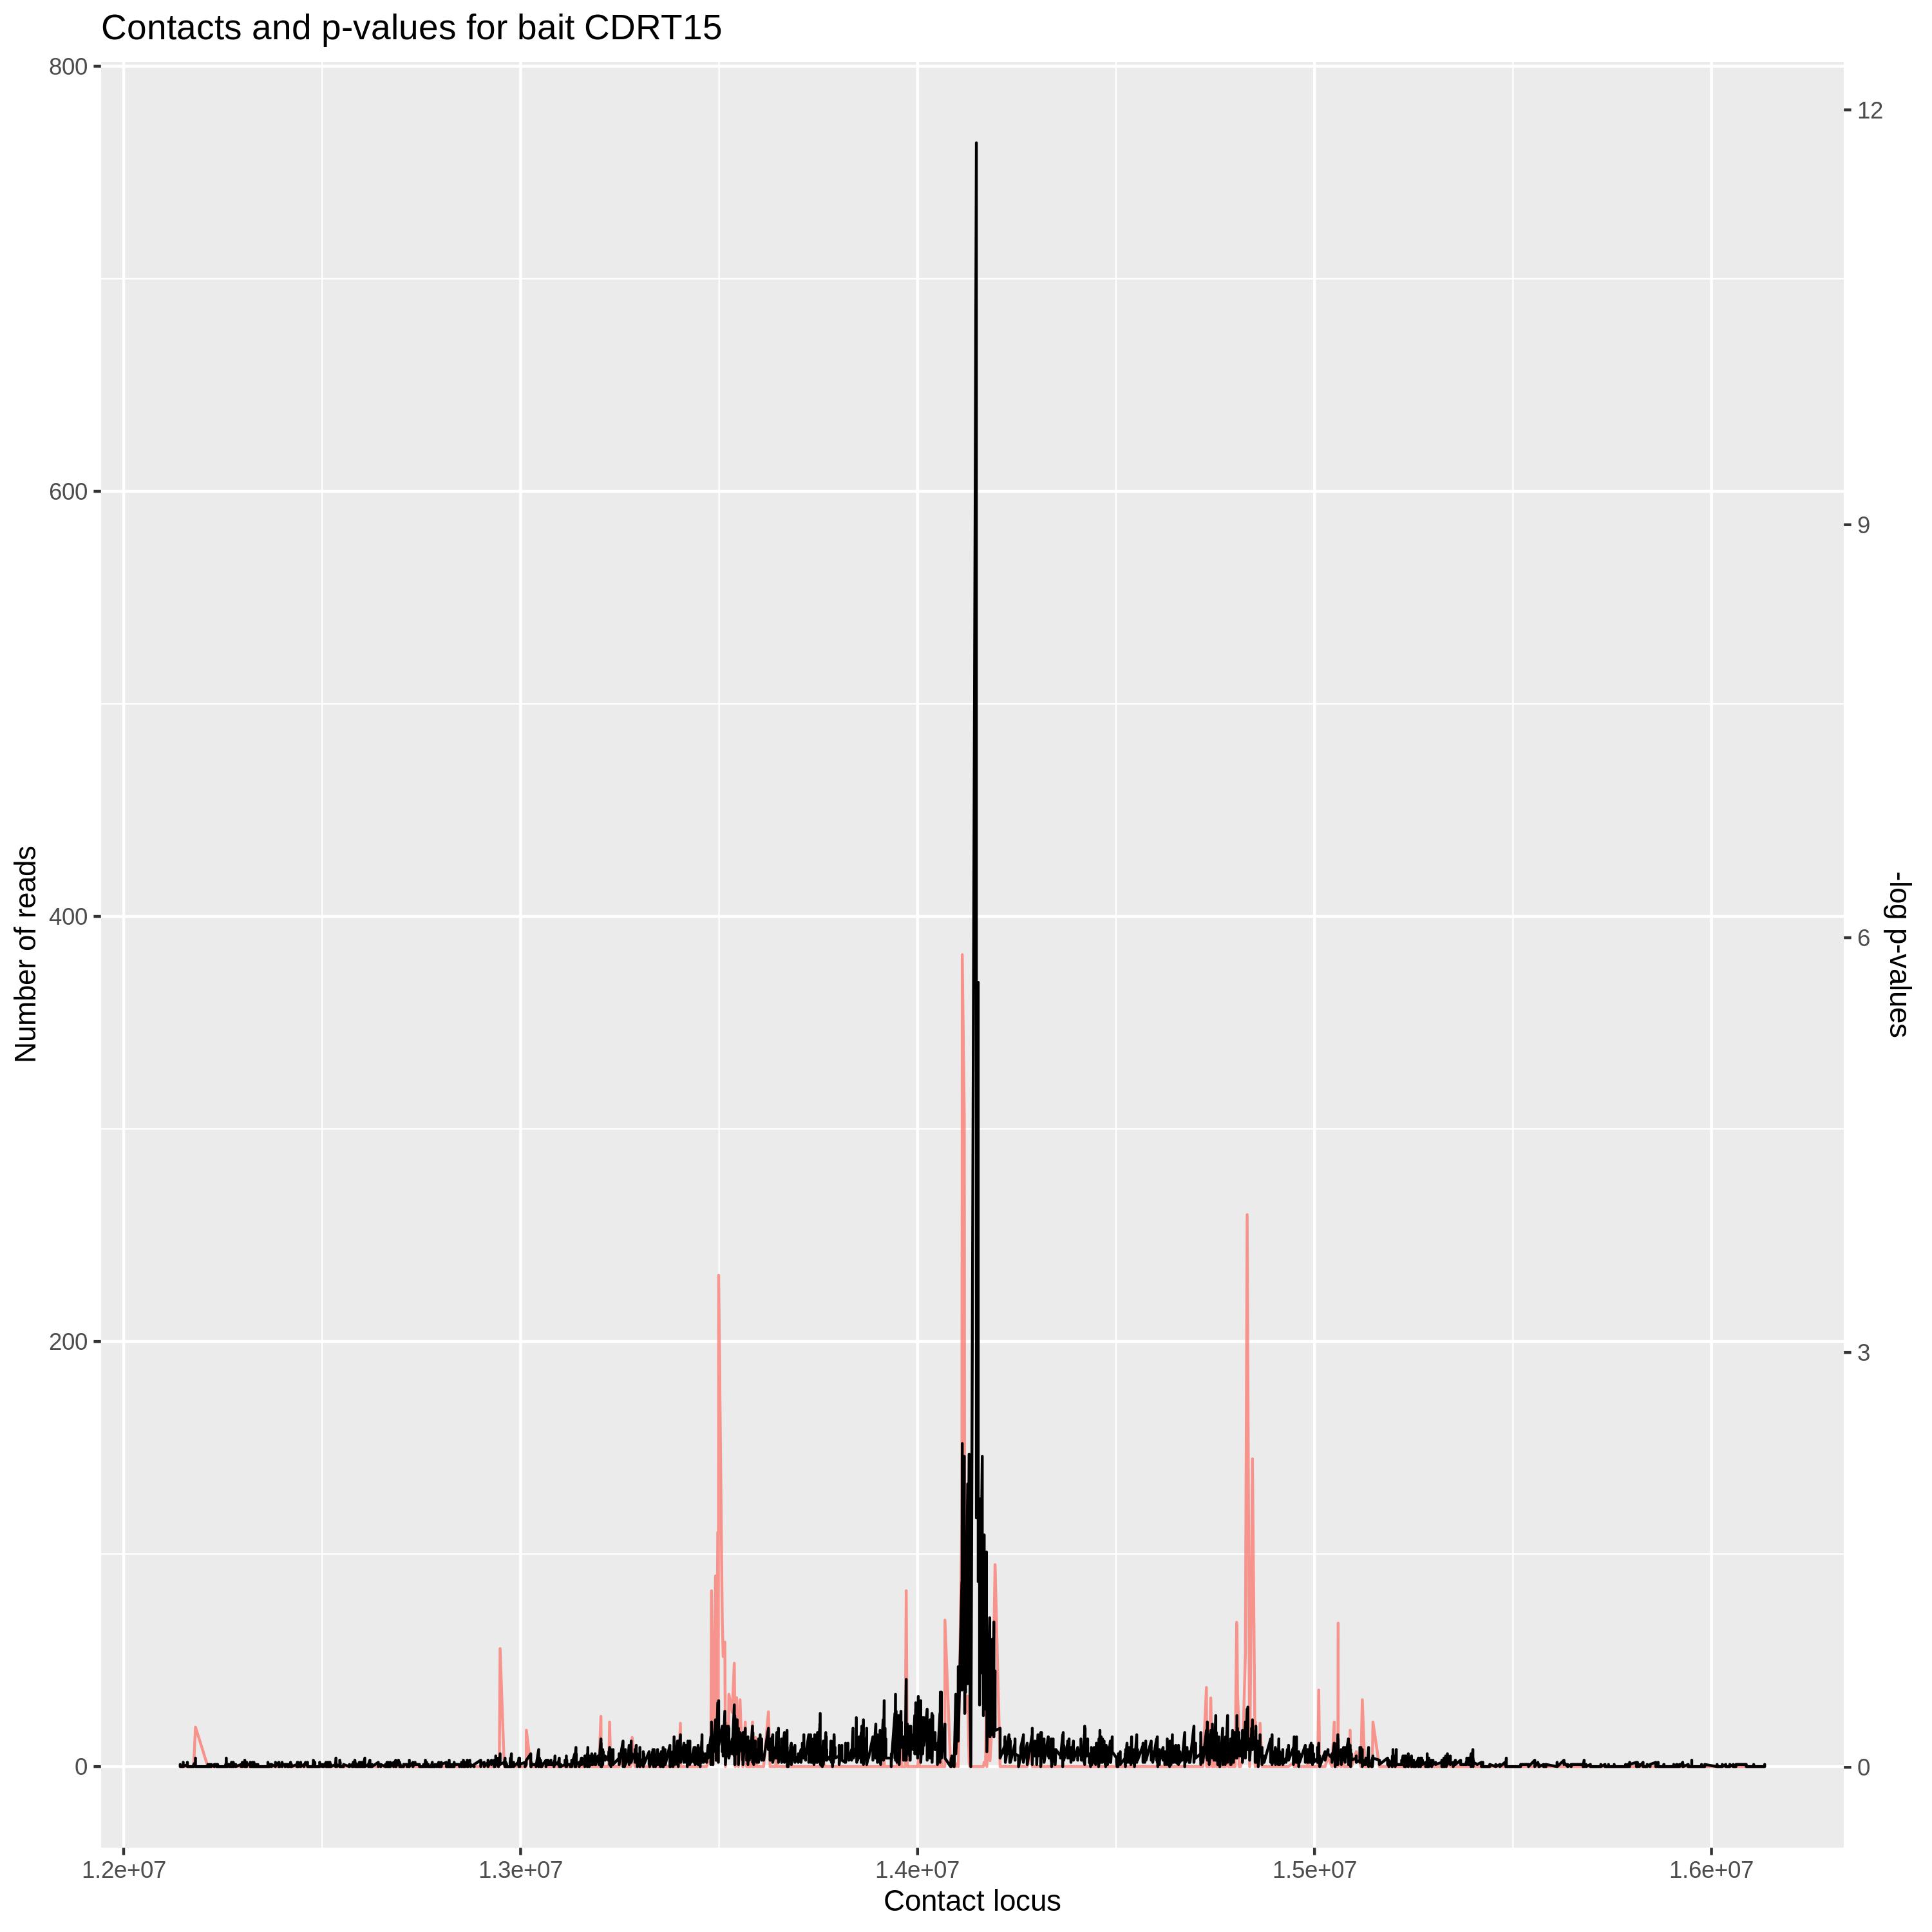 Contacts and p-values for bait CDRT15
800
600
400
200
0
Number of reads
12
9
6
3
0
-log p-values
1.2e+07
1.3e+07
1.4e+07
1.5e+07
1.6e+07
Contact locus